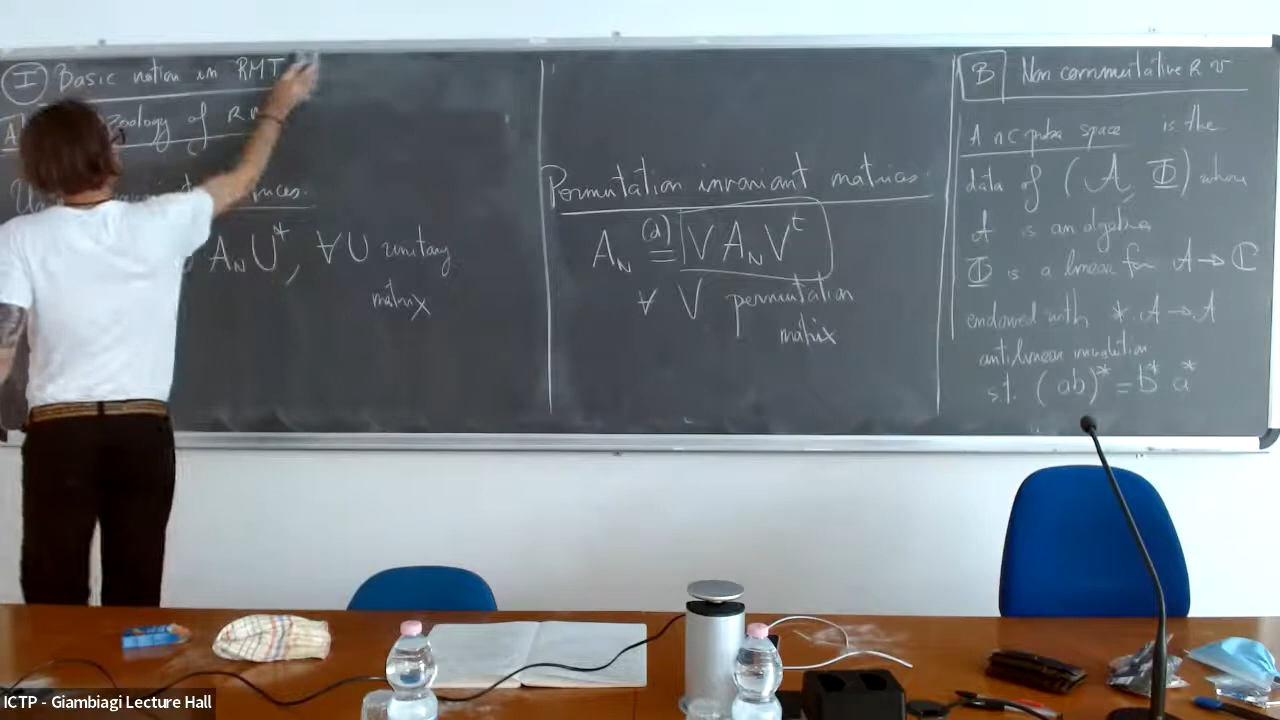 I Basic notion in RMT
A Zoology of R
A_N U^*, ∀ U unitary
matrix
Permutation invariant matrices.
A_N =^{(d)} V A_N V^t
∀ V permutation
matrix
B Non commutative R v
A nc proba space is the
data of (A, Φ) where
A is an algebra
Φ is a linear form A → ℂ
endowed with *: A → A
antilinear involution
s.t. (ab)^* = b^* a^*
ICTP - Giambiagi Lecture Hall